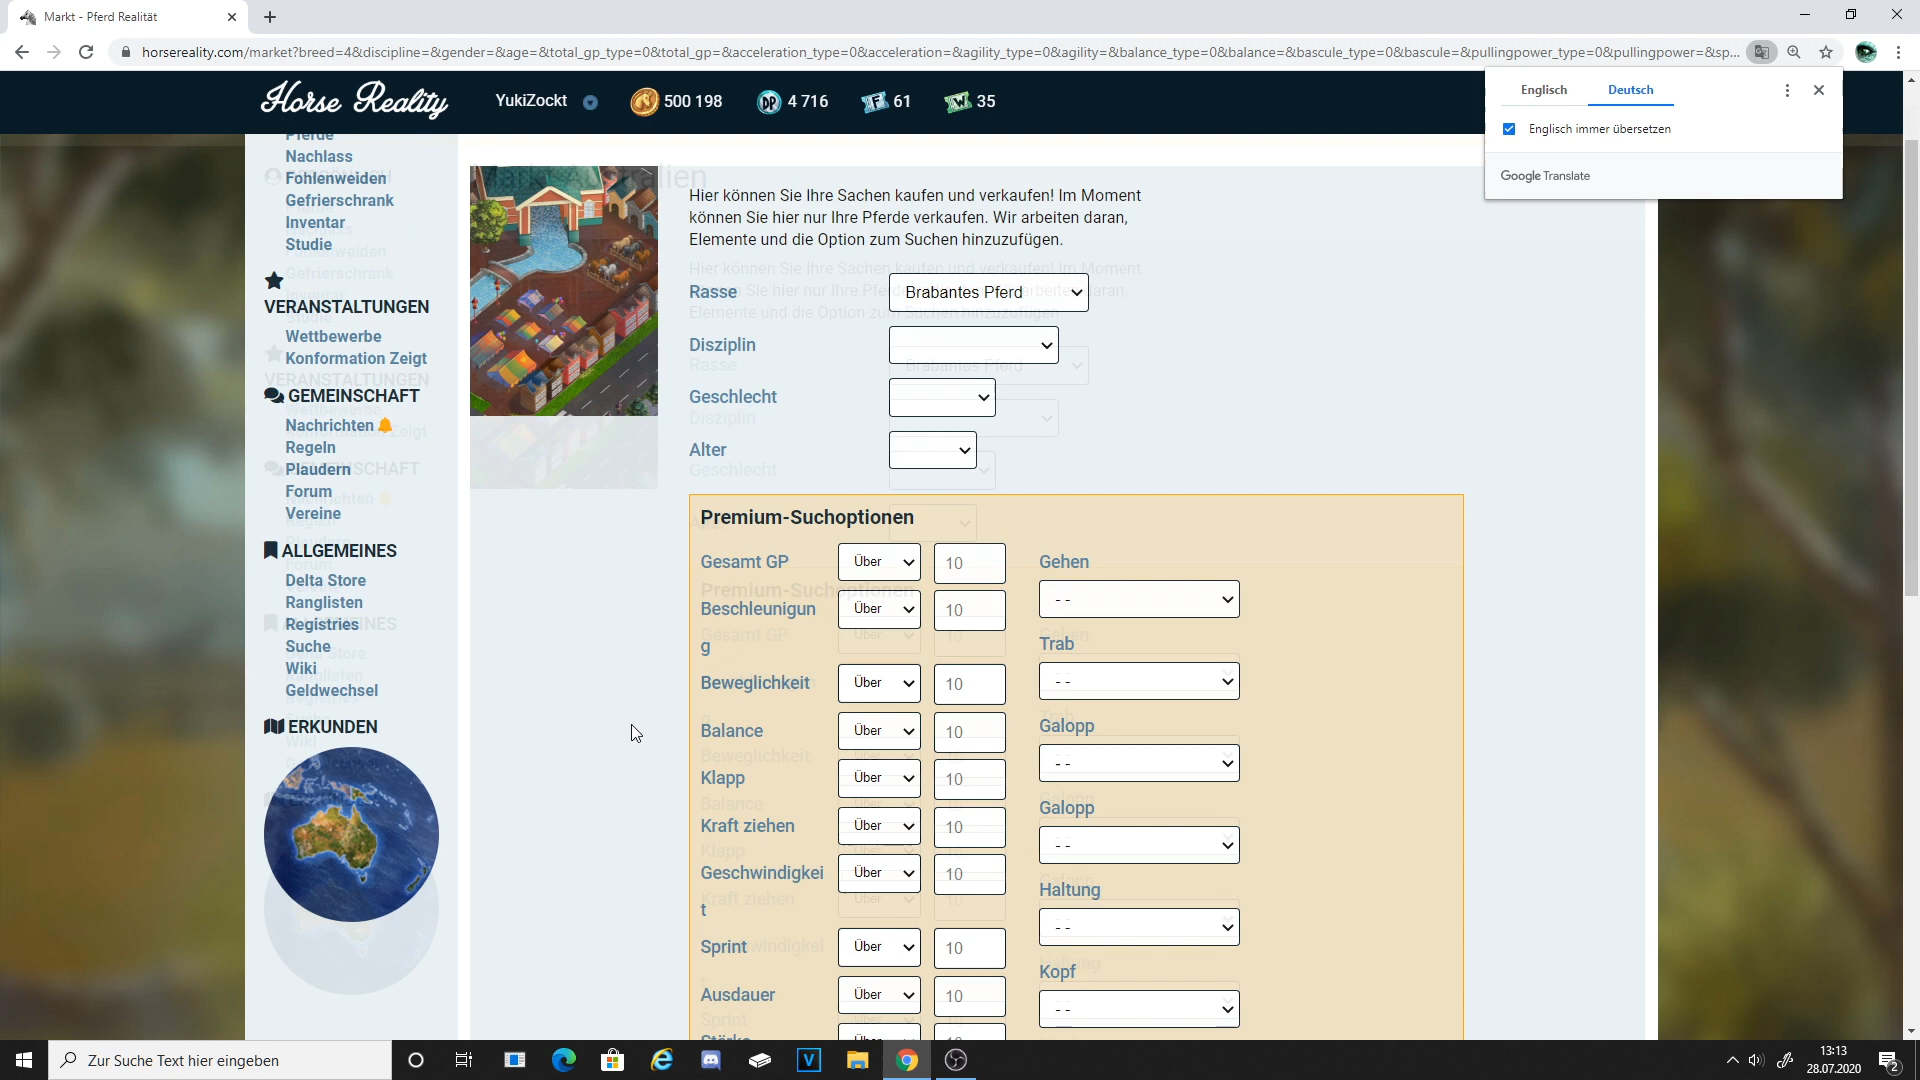 Markt - Pferd Realität
horsereality.com/market?breed=4&discipline=&gender=&age=&total_gp_type=0&total_gp=&acceleration_type=0&acceleration=&agility_type=0&agility=&balance_type=0&balance=&bascule_type=0&bascule=&pullingpower_type=0&pullingpower=&sp...
Englisch Deutsch
Englisch immer übersetzen
Google Translate
Horse Reality YukiZockt 500 198 DP 4 716 F 61 W 35
Pferde
Nachlass
Fohlenweiden
Gefrierschrank
Inventar
Studie
VERANSTALTUNGEN
Wettbewerbe
Konformation Zeigt
GEMEINSCHAFT
Nachrichten
Regeln
Plaudern
Forum
Vereine
ALLGEMEINES
Delta Store
Ranglisten
Registries
Suche
Wiki
Geldwechsel
ERKUNDEN
Hier können Sie Ihre Sachen kaufen und verkaufen! Im Moment
können Sie hier nur Ihre Pferde verkaufen. Wir arbeiten daran,
Elemente und die Option zum Suchen hinzuzufügen.
Rasse Brabantes Pferd
Disziplin
Geschlecht
Alter
Premium-Suchoptionen
Gesamt GP Über 10
Beschleunigun
g Über 10
Beweglichkeit Über 10
Balance Über 10
Klapp Über 10
Kraft ziehen Über 10
Geschwindigkei
t Über 10
Sprint Über 10
Ausdauer Über 10
Gehen
- -
Trab
- -
Galopp
- -
Galopp
- -
Haltung
- -
Kopf
- -
Zur Suche Text hier eingeben
V
13:13
28.07.2020
2